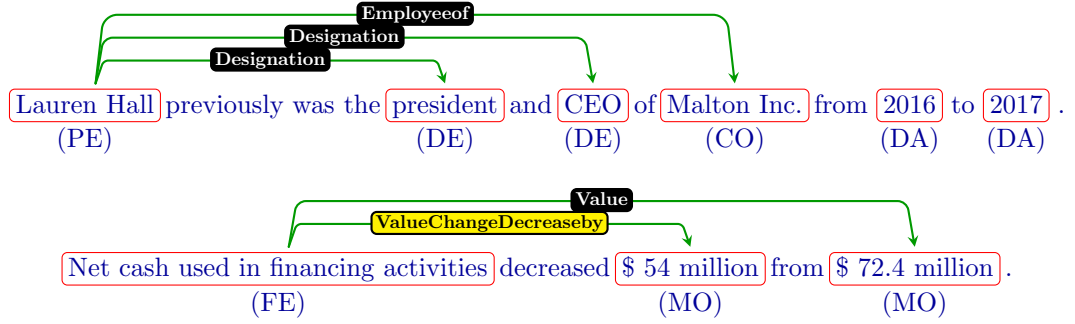 Employeeof
Designation
Designation
Lauren Hall previously was the president and CEO of Malton Inc. from 2016 to 2017 .
(PE) (DE) (DE) (CO) (DA) (DA)
Value
ValueChangeDecreaseby
Net cash used in financing activities decreased $ 54 million from $ 72.4 million .
(FE) (MO) (MO)